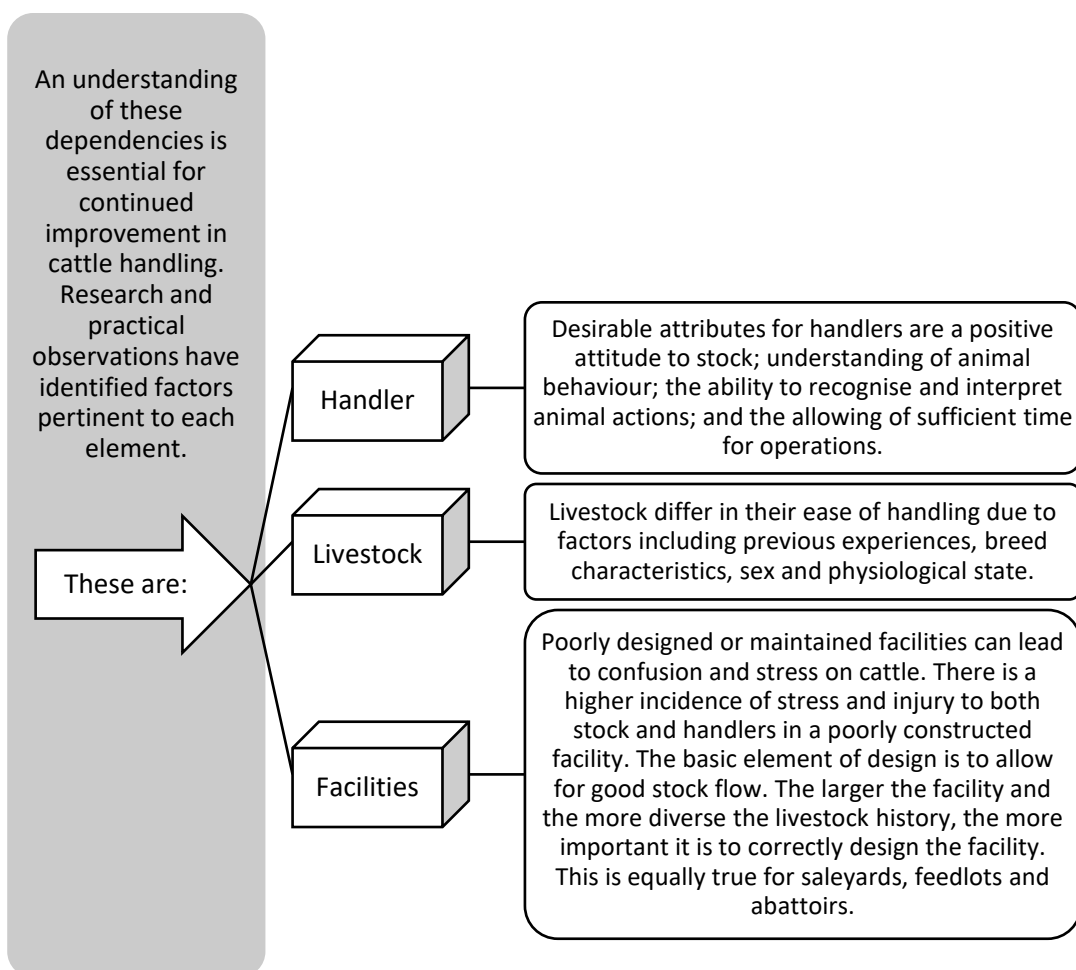 An understanding
of these
dependencies is
essential for
continued
improvement in
cattle handling.
Research and
practical
observations have
identified factors
pertinent to each
element.
These are:
Handler
Desirable attributes for handlers are a positive
attitude to stock; understanding of animal
behaviour; the ability to recognise and interpret
animal actions; and the allowing of sufficient time
for operations.
Livestock
Livestock differ in their ease of handling due to
factors including previous experiences, breed
characteristics, sex and physiological state.
Facilities
Poorly designed or maintained facilities can lead
to confusion and stress on cattle. There is a
higher incidence of stress and injury to both
stock and handlers in a poorly constructed
facility. The basic element of design is to allow
for good stock flow. The larger the facility and
the more diverse the livestock history, the more
important it is to correctly design the facility.
This is equally true for saleyards, feedlots and
abattoirs.